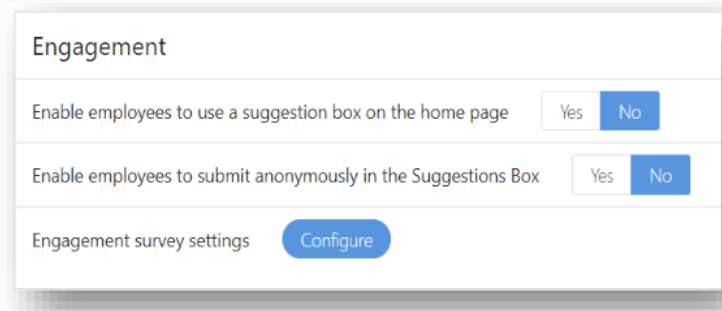 Engagement
Enable employees to use a suggestion box on the home page Yes No
Enable employees to submit anonymously in the Suggestions Box Yes No
Engagement survey settings Configure